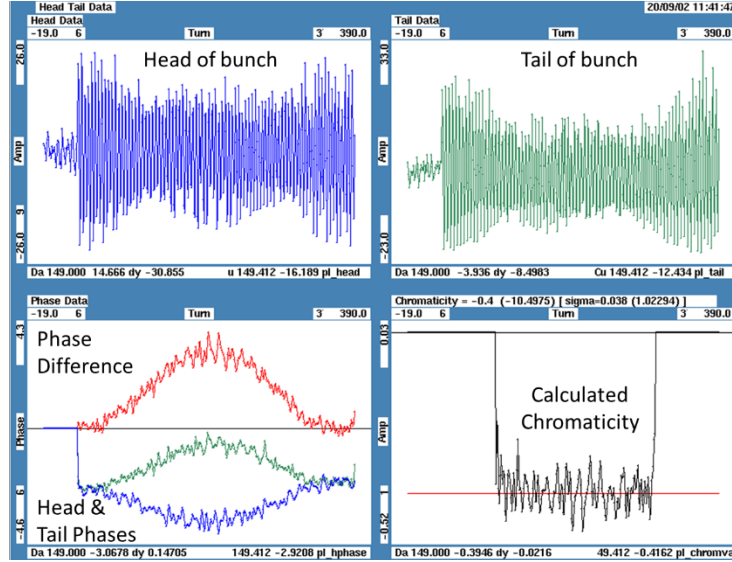 Head Tail Data
20/09/02 11:41:47
Head Data
-19.0 6 Turn 3 390.0
26.0
Amp
9
-26.0
Head of bunch
Da 149.000 14.666 dy -30.855 u 149.412 -16.189 pl_head
Tail Data
-19.0 6 Turn 3 390.0
33.0
Amp
-23.0
Tail of bunch
Da 149.000 -3.936 dy -8.4983 Cu 149.412 -12.434 pl_tail
Phase Data
-19.0 6 Turn 3 390.0
4.3
Phase
6
-4.6
Phase
Difference
Head &
Tail Phases
Da 149.000 -3.0678 dy 0.14705 149.412 -2.9208 pl_hphase
Chromaticity = -0.4 (-10.4975) [ sigma=0.038 (1.02294) ]
-19.0 6 Turn 3 390.0
0.03
Amp
1
-0.52
Calculated
Chromaticity
Da 149.000 -0.3946 dy -0.0216 49.412 -0.4162 pl_chromva